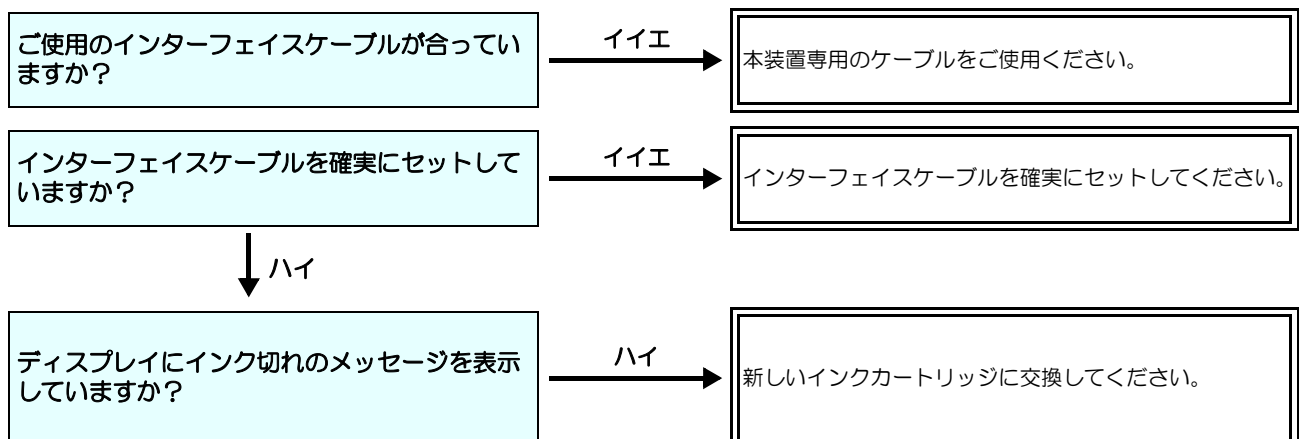 ご使用のインターフェイスケーブルが合ってい
ますか？
イイエ
本装置専用のケーブルをご使用ください。
インターフェイスケーブルを確実にセットして
いますか？
イイエ
インターフェイスケーブルを確実にセットしてください。
ハイ
ディスプレイにインク切れのメッセージを表示
していますか？
ハイ
新しいインクカートリッジに交換してください。